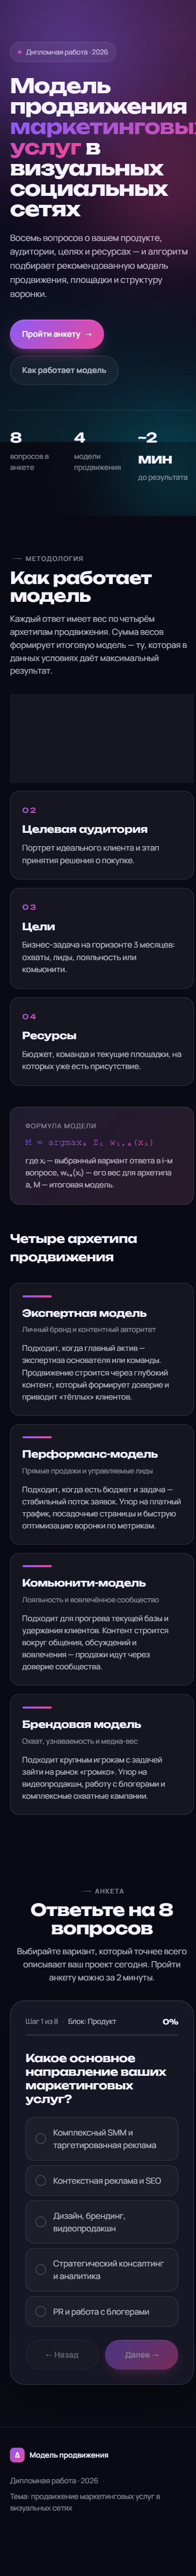 Дипломная работа · 2026
Модель
продвижения
маркетинговых
услуг в
визуальных
социальных
сетях
Восемь вопросов о вашем продукте,
аудитории, целях и ресурсах — и алгоритм
подбирает рекомендованную модель
продвижения, площадки и структуру
воронки.
Пройти анкету →
Как работает модель
8
вопросов в
анкете
4
модели
продвижения
~2
мин
до результата
МЕТОДОЛОГИЯ
Как работает
модель
Каждый ответ имеет вес по четырём
архетипам продвижения. Сумма весов
формирует итоговую модель — ту, которая в
данных условиях даёт максимальный
результат.
02
Целевая аудитория
Портрет идеального клиента и этап
принятия решения о покупке.
03
Цели
Бизнес-задача на горизонте 3 месяцев:
охваты, лиды, лояльность или
комьюнити.
04
Ресурсы
Бюджет, команда и текущие площадки, на
которых уже есть присутствие.
ФОРМУЛА МОДЕЛИ
M = argmaxₐ Σᵢ wᵢ,ₐ(xᵢ)
где xᵢ — выбранный вариант ответа в i-м
вопросе, wᵢ,ₐ(xᵢ) — его вес для архетипа
a, M — итоговая модель.
Четыре архетипа
продвижения
Экспертная модель
Личный бренд и контентный авторитет
Подходит, когда главный актив —
экспертиза основателя или команды.
Продвижение строится через глубокий
контент, который формирует доверие и
приводит «тёплых» клиентов.
Перформанс-модель
Прямые продажи и управляемые лиды
Подходит, когда есть бюджет и задача —
стабильный поток заявок. Упор на платный
трафик, посадочные страницы и быструю
оптимизацию воронки по метрикам.
Комьюнити-модель
Лояльность и вовлечённое сообщество
Подходит для прогрева текущей базы и
удержания клиентов. Контент строится
вокруг общения, обсуждений и
вовлечения — продажи идут через
доверие сообщества.
Брендовая модель
Охват, узнаваемость и медиа-вес
Подходит крупным игрокам с задачей
зайти на рынок «громко». Упор на
видеопродакшн, работу с блогерами и
комплексные охватные кампании.
АНКЕТА
Ответьте на 8
вопросов
Выбирайте вариант, который точнее всего
описывает ваш проект сегодня. Пройти
анкету можно за 2 минуты.
Шаг 1 из 8 · Блок: Продукт 0%
Какое основное
направление ваших
маркетинговых
услуг?
Комплексный SMM и
таргетированная реклама
Контекстная реклама и SEO
Дизайн, брендинг,
видеопродакшн
Стратегический консалтинг
и аналитика
PR и работа с блогерами
← Назад
Далее →
Модель продвижения
Дипломная работа · 2026 ·
Тема: продвижение маркетинговых услуг в
визуальных сетях